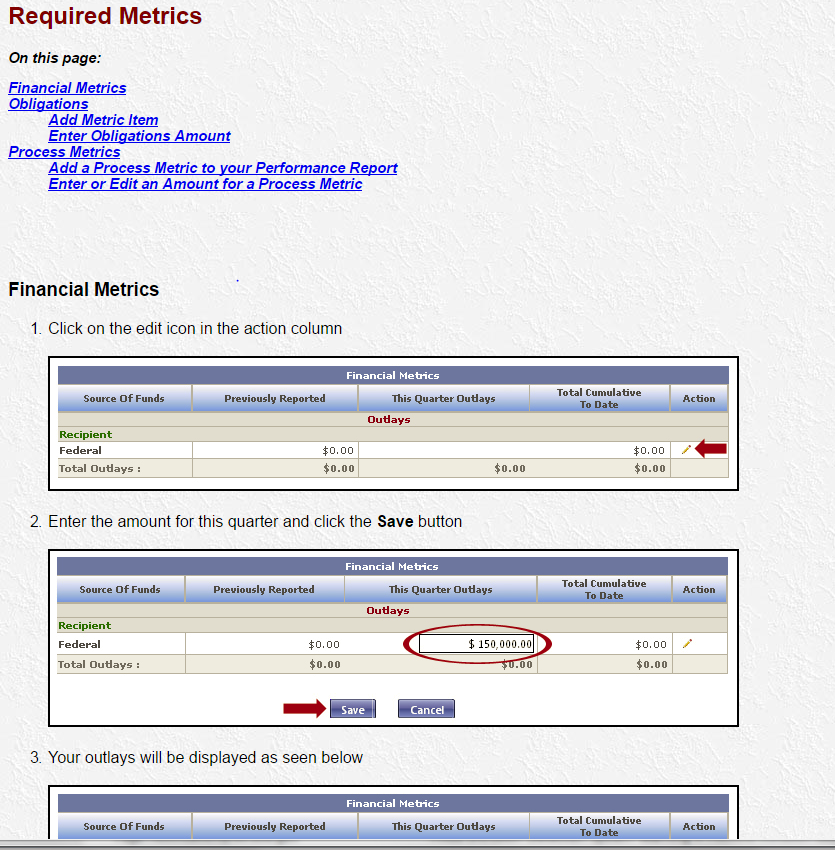 Required Metrics
On this page:
Financial Metrics
Obligations
Add Metric Item
Enter Obligations Amount
Process Metrics
Add a Process Metric to your Performance Report
Enter or Edit an Amount for a Process Metric
Financial Metrics
1. Click on the edit icon in the action column
Financial Metrics
Source Of Funds Previously Reported This Quarter Outlays Total Cumulative To Date Action
Outlays
Recipient
Federal $0.00 $0.00
Total Outlays : $0.00 $0.00 $0.00
2. Enter the amount for this quarter and click the Save button
Financial Metrics
Source Of Funds Previously Reported This Quarter Outlays Total Cumulative To Date Action
Outlays
Recipient
Federal $0.00 $ 150,000.00 $0.00
Total Outlays : $0.00 $0.00 $0.00
Save Cancel
3. Your outlays will be displayed as seen below
Financial Metrics
Source Of Funds Previously Reported This Quarter Outlays Total Cumulative To Date Action